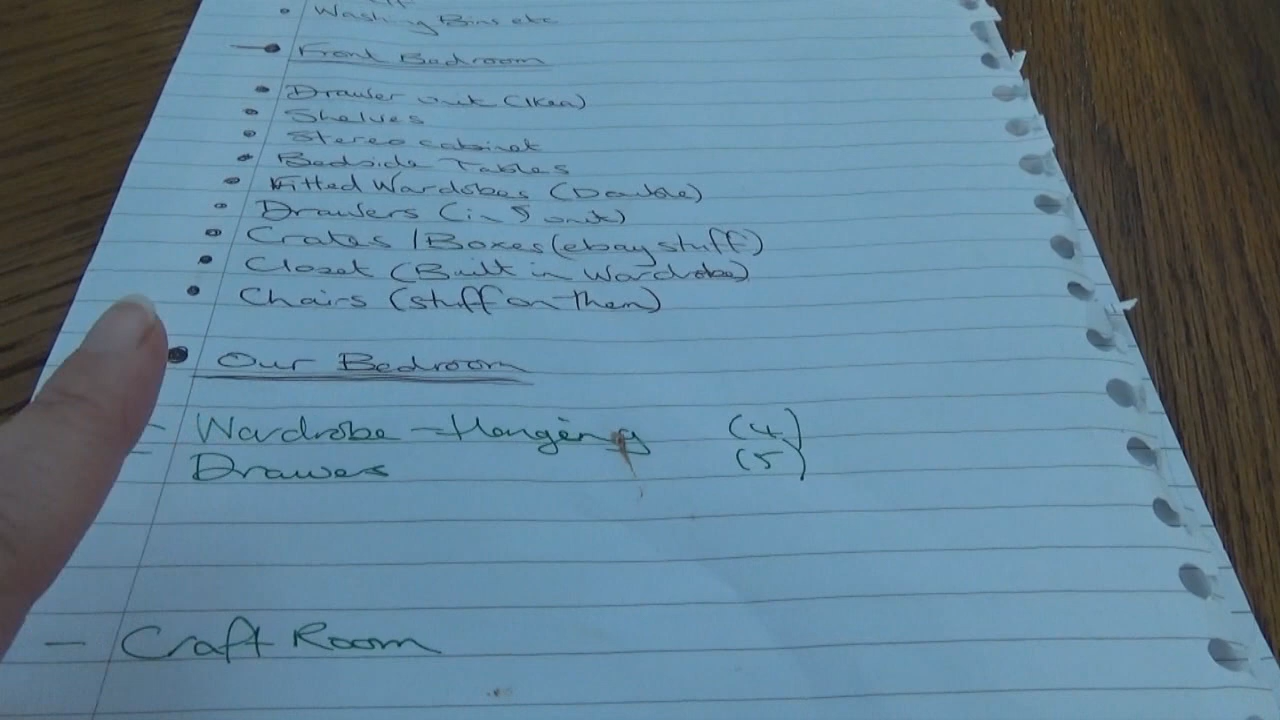 Washing Bins etc
Front Bedroom
Drawer unit (Ikea)
Shelves
Stereo cabinet
Bedside Tables
Fitted Wardrobes (Double)
Drawers (in 5 unit)
Crates / Boxes (ebay stuff)
Closet (Built in Wardrobe)
Chairs (stuff on them)
Our Bedroom
- Wardrobe - Hanging (4)
- Drawers (5)
- Craft Room